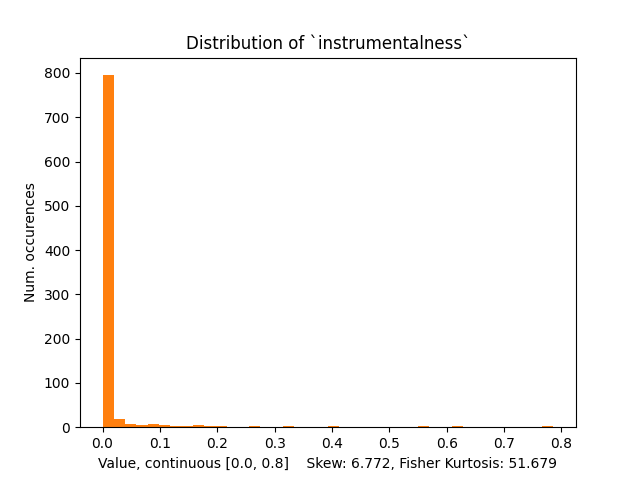 Distribution of `instrumentalness`
Num. occurences
800
700
600
500
400
300
200
100
0
0.0 0.1 0.2 0.3 0.4 0.5 0.6 0.7 0.8
Value, continuous [0.0, 0.8]    Skew: 6.772, Fisher Kurtosis: 51.679